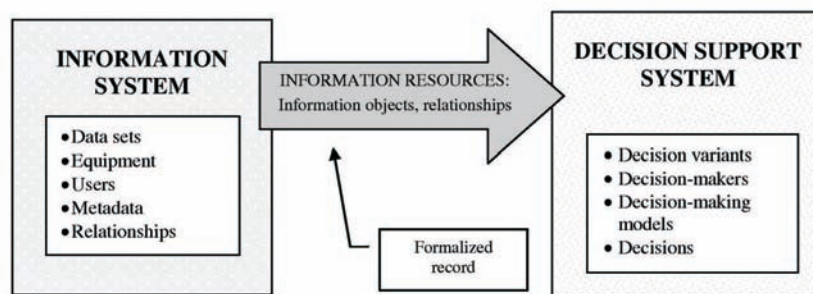 INFORMATION
SYSTEM
•Data sets
•Equipment
•Users
•Metadata
•Relationships
INFORMATION RESOURCES:
Information objects, relationships
Formalized
record
DECISION SUPPORT
SYSTEM
• Decision variants
• Decision-makers
• Decision-making
models
• Decisions